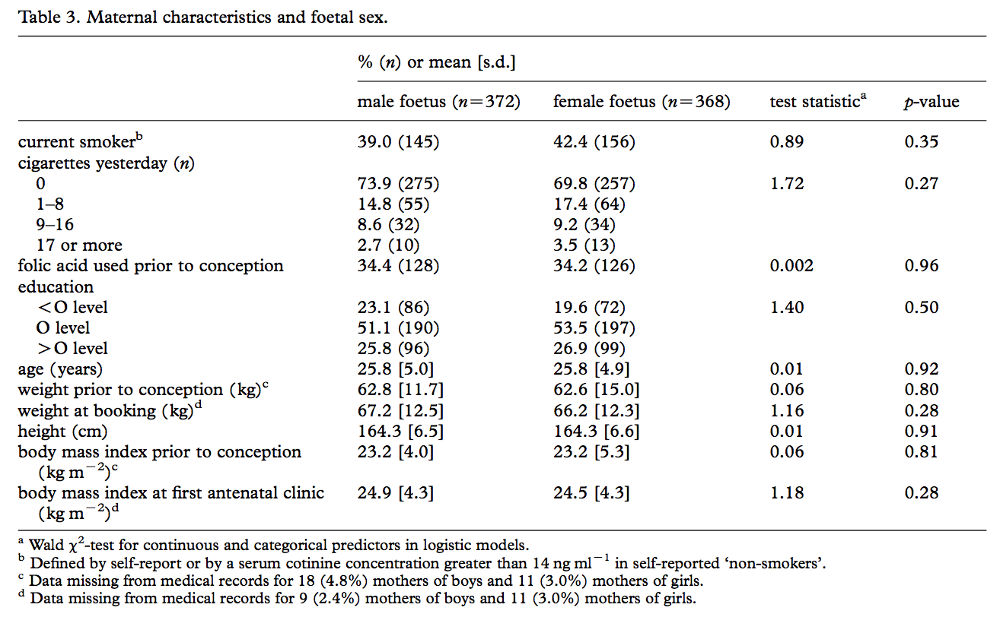 Table 3. Maternal characteristics and foetal sex.
% (n) or mean [s.d.]
male foetus (n=372) female foetus (n=368) test statistic^a p-value
current smoker^b 39.0 (145) 42.4 (156) 0.89 0.35
cigarettes yesterday (n)
0 73.9 (275) 69.8 (257) 1.72 0.27
1–8 14.8 (55) 17.4 (64)
9–16 8.6 (32) 9.2 (34)
17 or more 2.7 (10) 3.5 (13)
folic acid used prior to conception 34.4 (128) 34.2 (126) 0.002 0.96
education
<O level 23.1 (86) 19.6 (72) 1.40 0.50
O level 51.1 (190) 53.5 (197)
>O level 25.8 (96) 26.9 (99)
age (years) 25.8 [5.0] 25.8 [4.9] 0.01 0.92
weight prior to conception (kg)^c 62.8 [11.7] 62.6 [15.0] 0.06 0.80
weight at booking (kg)^d 67.2 [12.5] 66.2 [12.3] 1.16 0.28
height (cm) 164.3 [6.5] 164.3 [6.6] 0.01 0.91
body mass index prior to conception 23.2 [4.0] 23.2 [5.3] 0.06 0.81
(kg m⁻²)^c
body mass index at first antenatal clinic 24.9 [4.3] 24.5 [4.3] 1.18 0.28
(kg m⁻²)^d
^a Wald χ²-test for continuous and categorical predictors in logistic models.
^b Defined by self-report or by a serum cotinine concentration greater than 14 ng ml⁻¹ in self-reported ‘non-smokers’.
^c Data missing from medical records for 18 (4.8%) mothers of boys and 11 (3.0%) mothers of girls.
^d Data missing from medical records for 9 (2.4%) mothers of boys and 11 (3.0%) mothers of girls.